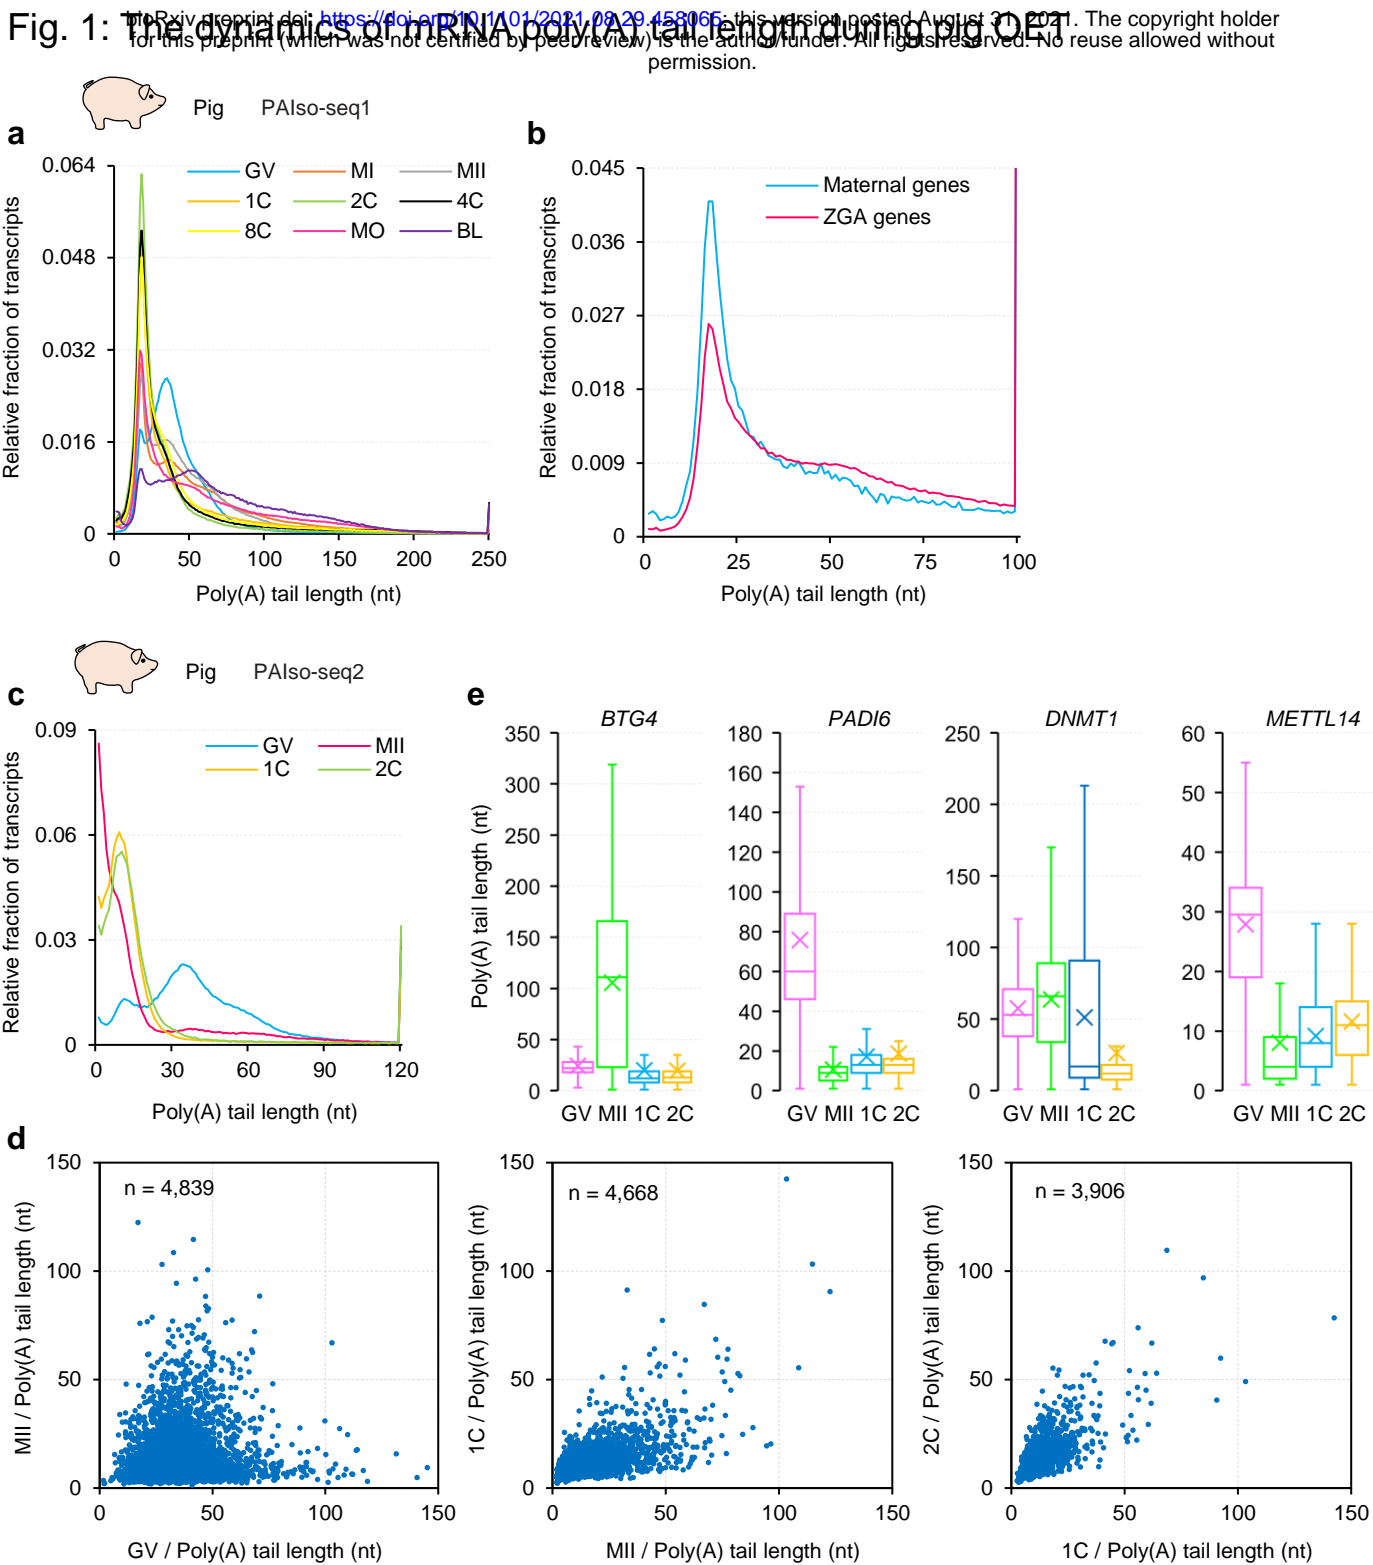 bioRxiv preprint doi: https://doi.org/10.1101/2021.08.29.458065; this version posted August 31, 2021. The copyright holder
for this preprint (which was not certified by peer review) is the author/funder. All rights reserved. No reuse allowed without
permission.
Fig. 1: The dynamics of mRNA poly(A) tail length during pig OET
Pig PAIso-seq1
a
Relative fraction of transcripts
0.064
0.048
0.032
0.016
0
GV MI MII
1C 2C 4C
8C MO BL
0 50 100 150 200 250
Poly(A) tail length (nt)
b
Relative fraction of transcripts
0.045
0.036
0.027
0.018
0.009
0
Maternal genes
ZGA genes
0 25 50 75 100
Poly(A) tail length (nt)
Pig PAIso-seq2
c
Relative fraction of transcripts
0.09
0.06
0.03
0
GV MII
1C 2C
0 30 60 90 120
Poly(A) tail length (nt)
e
Poly(A) tail length (nt)
BTG4
350
300
250
200
150
100
50
0
GV MII 1C 2C
PADI6
180
160
140
120
100
80
60
40
20
0
GV MII 1C 2C
DNMT1
250
200
150
100
50
0
GV MII 1C 2C
METTL14
60
50
40
30
20
10
0
GV MII 1C 2C
d
MII / Poly(A) tail length (nt)
150
100
50
0
n = 4,839
0 50 100 150
GV / Poly(A) tail length (nt)
1C / Poly(A) tail length (nt)
150
100
50
0
n = 4,668
0 50 100 150
MII / Poly(A) tail length (nt)
2C / Poly(A) tail length (nt)
150
100
50
0
n = 3,906
0 50 100 150
1C / Poly(A) tail length (nt)